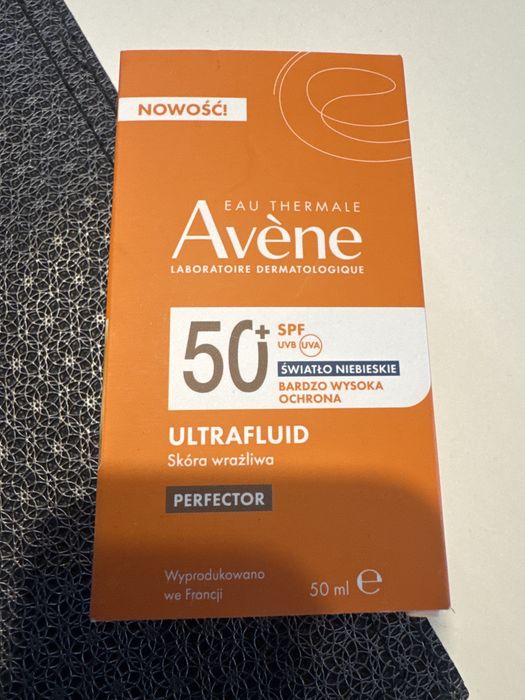 NOWOŚĆ!
EAU THERMALE
Avène
LABORATOIRE DERMATOLOGIQUE
50+
SPF
UVB UVA
ŚWIATŁO NIEBIESKIE
BARDZO WYSOKA
OCHRONA
ULTRAFLUID
Skóra wrażliwa
PERFECTOR
Wyprodukowano
we Francji
50 ml ℮